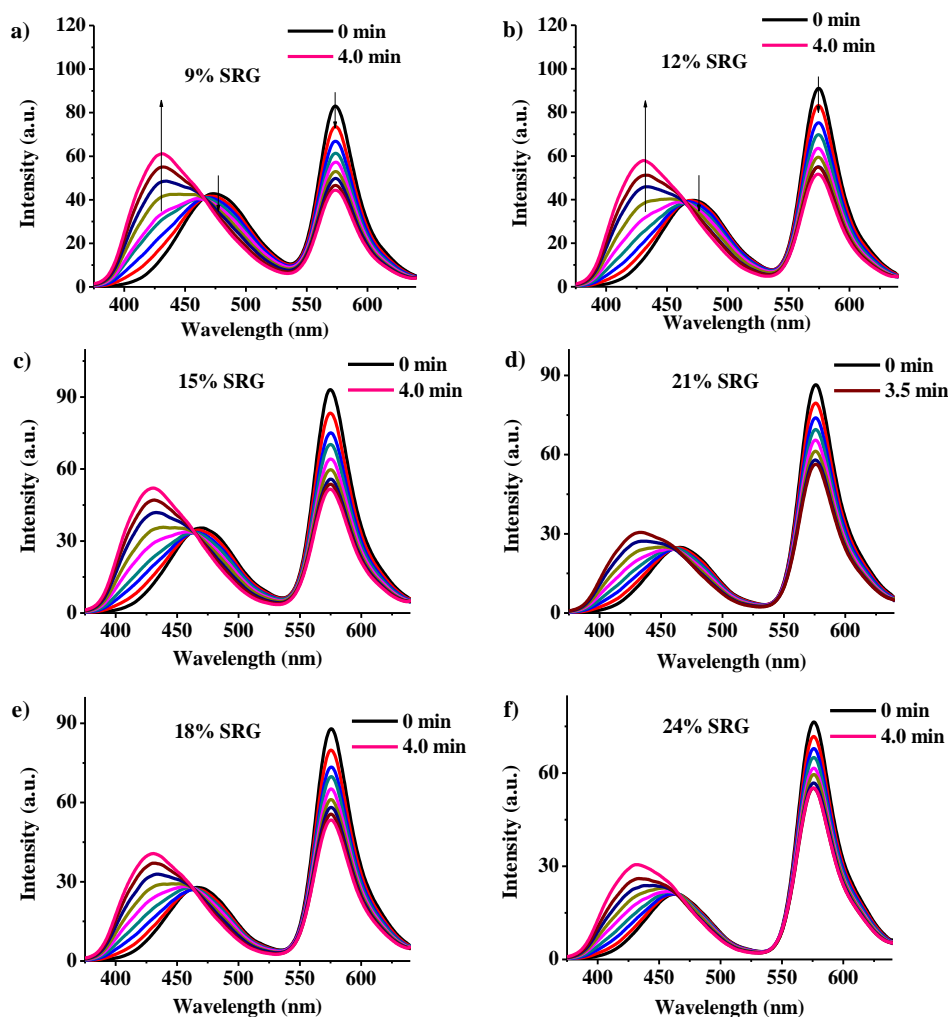 a)
9% SRG
0 min
4.0 min
120
100
80
60
40
20
0
400 450 500 550 600
Wavelength (nm)
Intensity (a.u.)
b)
12% SRG
0 min
4.0 min
120
100
80
60
40
20
0
400 450 500 550 600
Wavelength (nm)
Intensity (a.u.)
c)
15% SRG
0 min
4.0 min
90
60
30
0
400 450 500 550 600
Wavelength (nm)
Intensity (a.u.)
d)
21% SRG
0 min
3.5 min
90
60
30
0
400 450 500 550 600
Wavelength (nm)
Intensity (a.u.)
e)
18% SRG
0 min
4.0 min
90
60
30
0
400 450 500 550 600
Wavelength (nm)
Intensity (a.u.)
f)
24% SRG
0 min
4.0 min
60
30
0
400 450 500 550 600
Wavelength (nm)
Intensity (a.u.)